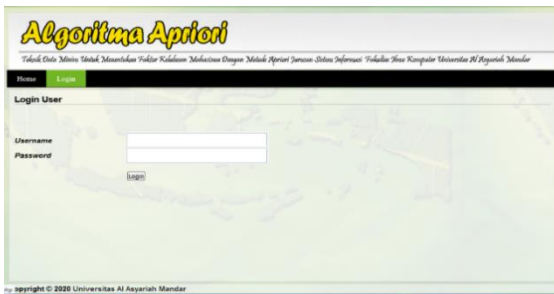 Algoritma Apriori
Teknik Data Minin Untuk Menentukan Faktor Kelulusan Mahasiswa Dengan Metode Apriori Jurusan Sistem Informasi Fakultas Ilmu Komputer Universitas Al Asyariah Mandar
Home Login
Login User
Username
Password
Login
opyright © 2020 Universitas Al Asyariah Mandar